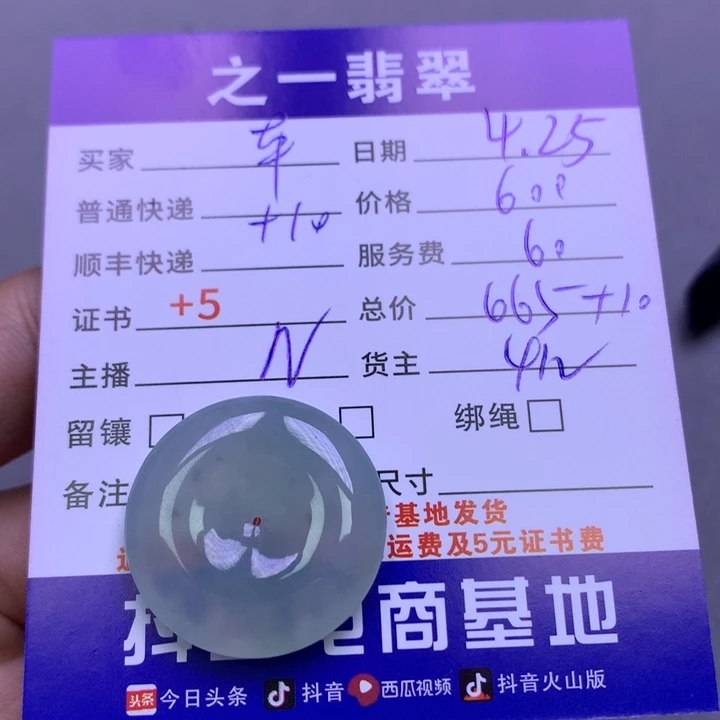 之一翡翠
买家 车 日期 4.25
普通快递 +10 价格 600
顺丰快递 服务费 60
证书 +5 总价 665+10
主播 N 货主
留镶 绑绳
备注 尺寸
基地发货
运费及5元证书费
抖 电商基地
头条 今日头条 抖音 西瓜视频 抖音火山版